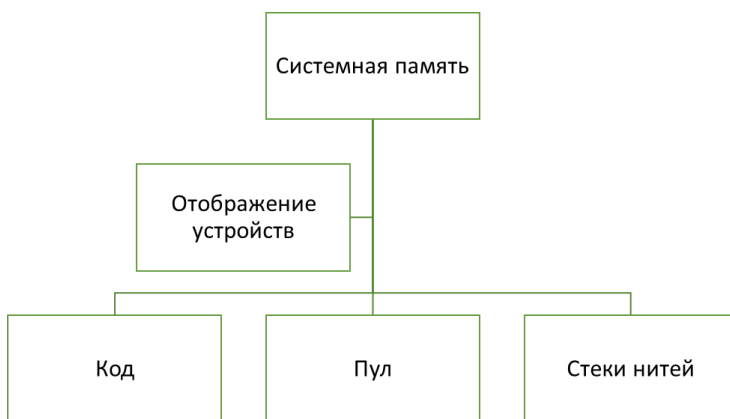 Системная память
Отображение
устройств
Код
Пул
Стеки нитей